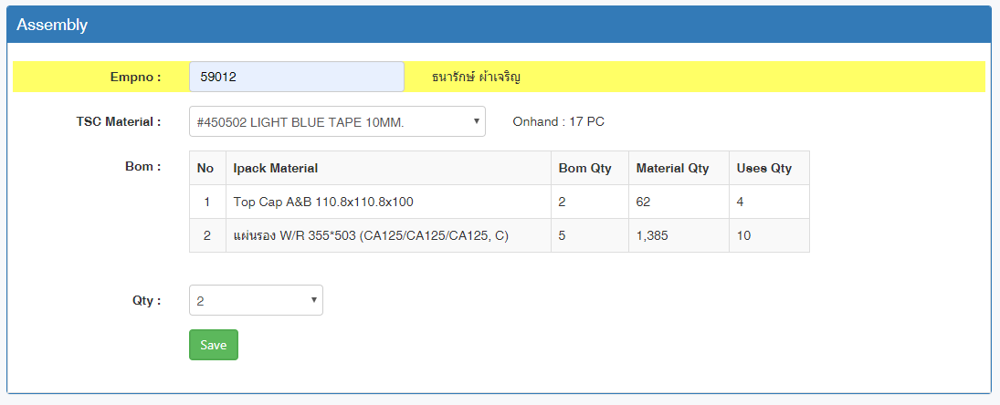 Assembly
Empno : 59012 ธนารักษ์ ผ้าเจริญ
TSC Material : #450502 LIGHT BLUE TAPE 10MM. Onhand : 17 PC
Bom : No Ipack Material Bom Qty Material Qty Uses Qty
1 Top Cap A&B 110.8x110.8x100 2 62 4
2 แผ่นรอง W/R 355*503 (CA125/CA125/CA125, C) 5 1,385 10
Qty : 2
Save